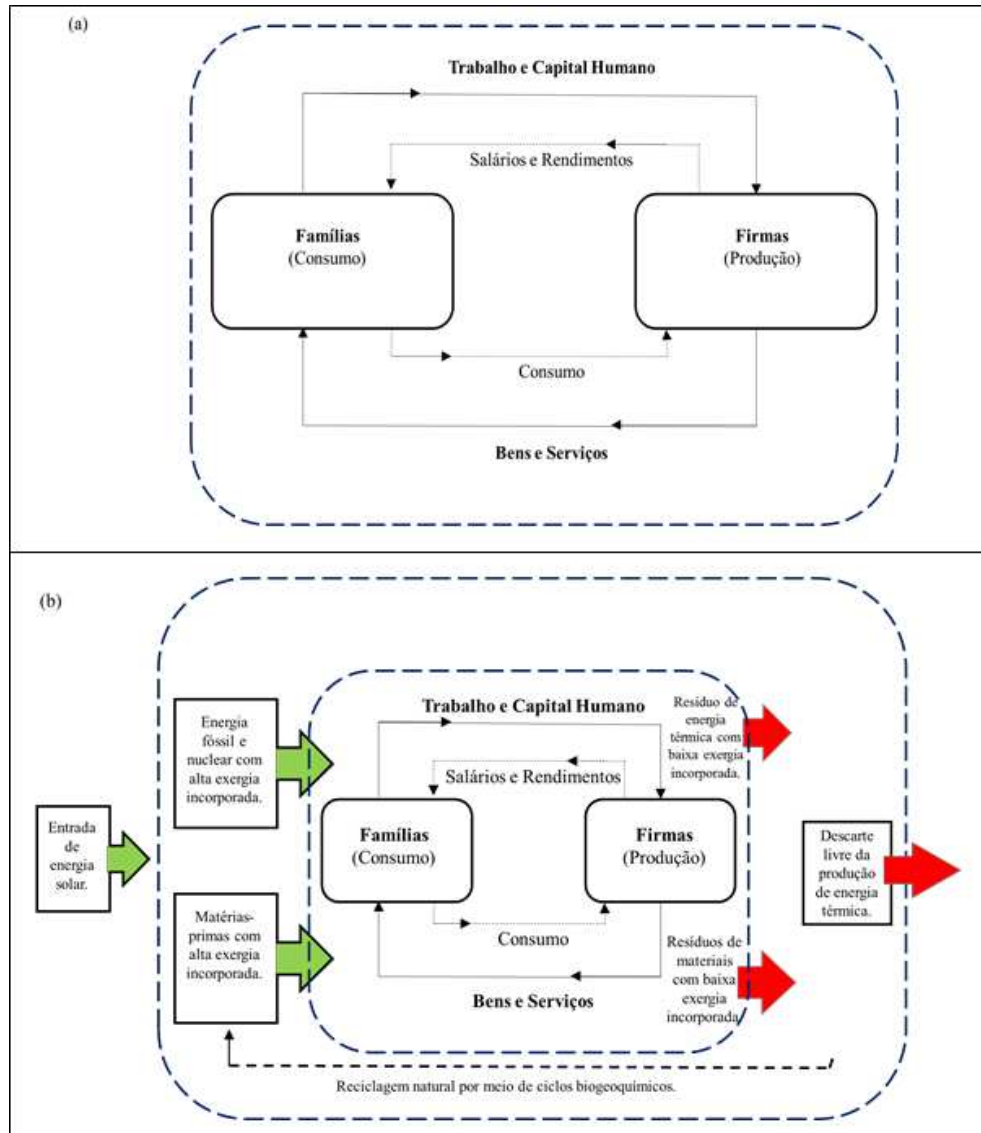 (a)
Trabalho e Capital Humano
Salários e Rendimentos
Famílias
(Consumo)
Firmas
(Produção)
Consumo
Bens e Serviços
(b)
Entrada
de
energia
solar.
Energia
fóssil e
nuclear com
alta exergia
incorporada.
Matérias-
primas com
alta exergia
incorporada.
Trabalho e Capital Humano
Salários e Rendimentos
Famílias
(Consumo)
Firmas
(Produção)
Consumo
Bens e Serviços
Resíduo de
energia
térmica com
baixa exergia
incorporada.
Resíduos de
materiais
com baixa
exergia
incorporada
Descarte
livre da
produção
de energia
térmica.
Reciclagem natural por meio de ciclos biogeoquímicos.